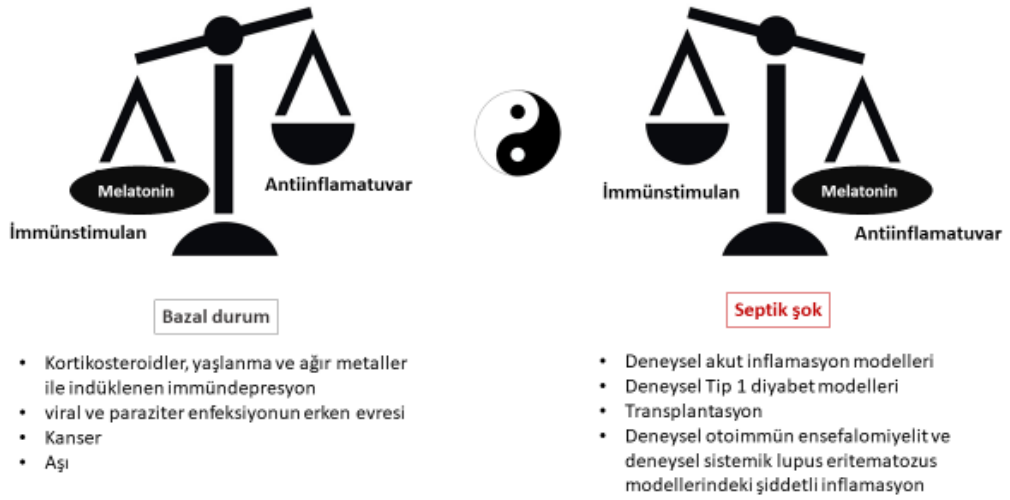 Melatonin
Antiinflamatuvar
İmmünstimulan
Bazal durum
• Kortikosteroidler, yaşlanma ve ağır metaller
ile indüklenen immündepresyon
• viral ve paraziter enfeksiyonun erken evresi
• Kanser
• Aşı
İmmünstimulan
Melatonin
Antiinflamatuvar
Septik şok
• Deneysel akut inflamasyon modelleri
• Deneysel Tip 1 diyabet modelleri
• Transplantasyon
• Deneysel otoimmün ensefalomiyelit ve
deneysel sistemik lupus eritematozus
modellerindeki şiddetli inflamasyon